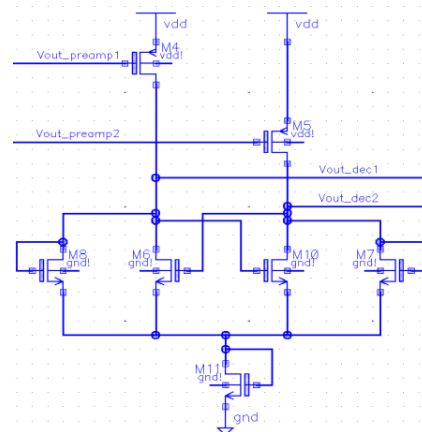 vdd
vdd
M4
Vout_preamp1
vdd!
M5
Vout_preamp2
vdd!
Vout_dec1
Vout_dec2
M8
M6
M10
M7
gnd!
gnd!
gnd!
gnd!
M11
gnd!
gnd